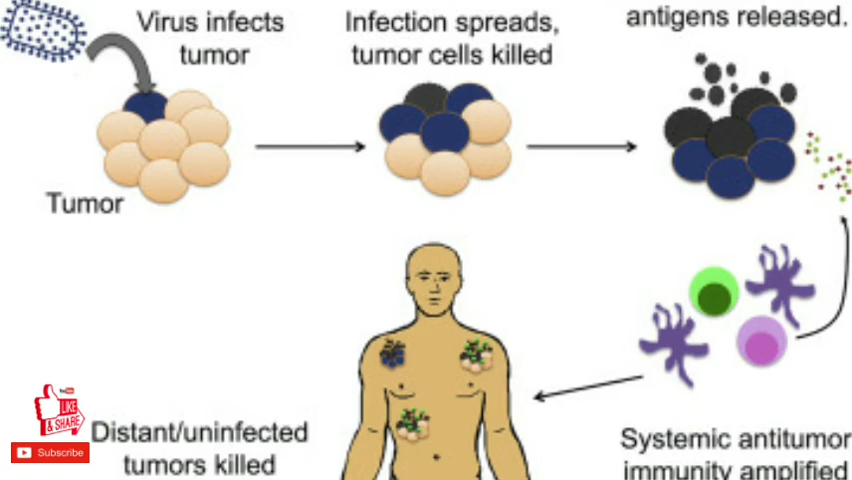 Virus infects
tumor
Infection spreads,
tumor cells killed
antigens released.
Tumor
Distant/uninfected
tumors killed
Systemic antitumor
immunity amplified
YouTube
LIKE
& SHARE
Subscribe